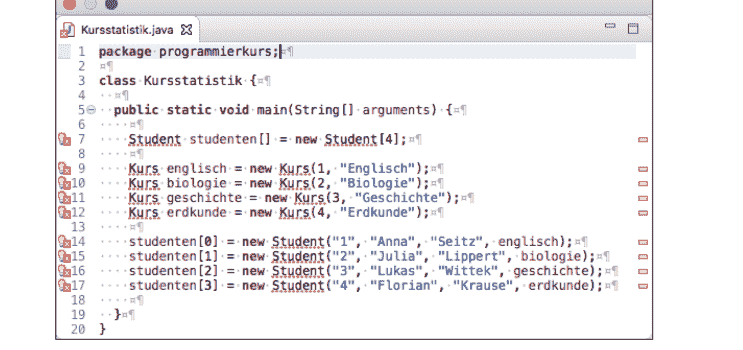 Kursstatistik.java
1 package programmierkurs;
2
3 class Kursstatistik {
4
5 public static void main(String[] arguments) {
6
7 Student studenten[] = new Student[4];
8
9 Kurs englisch = new Kurs(1, "Englisch");
10 Kurs biologie = new Kurs(2, "Biologie");
11 Kurs geschichte = new Kurs(3, "Geschichte");
12 Kurs erdkunde = new Kurs(4, "Erdkunde");
13
14 studenten[0] = new Student("1", "Anna", "Seitz", englisch);
15 studenten[1] = new Student("2", "Julia", "Lippert", biologie);
16 studenten[2] = new Student("3", "Lukas", "Wittek", geschichte);
17 studenten[3] = new Student("4", "Florian", "Krause", erdkunde);
18
19 }
20 }